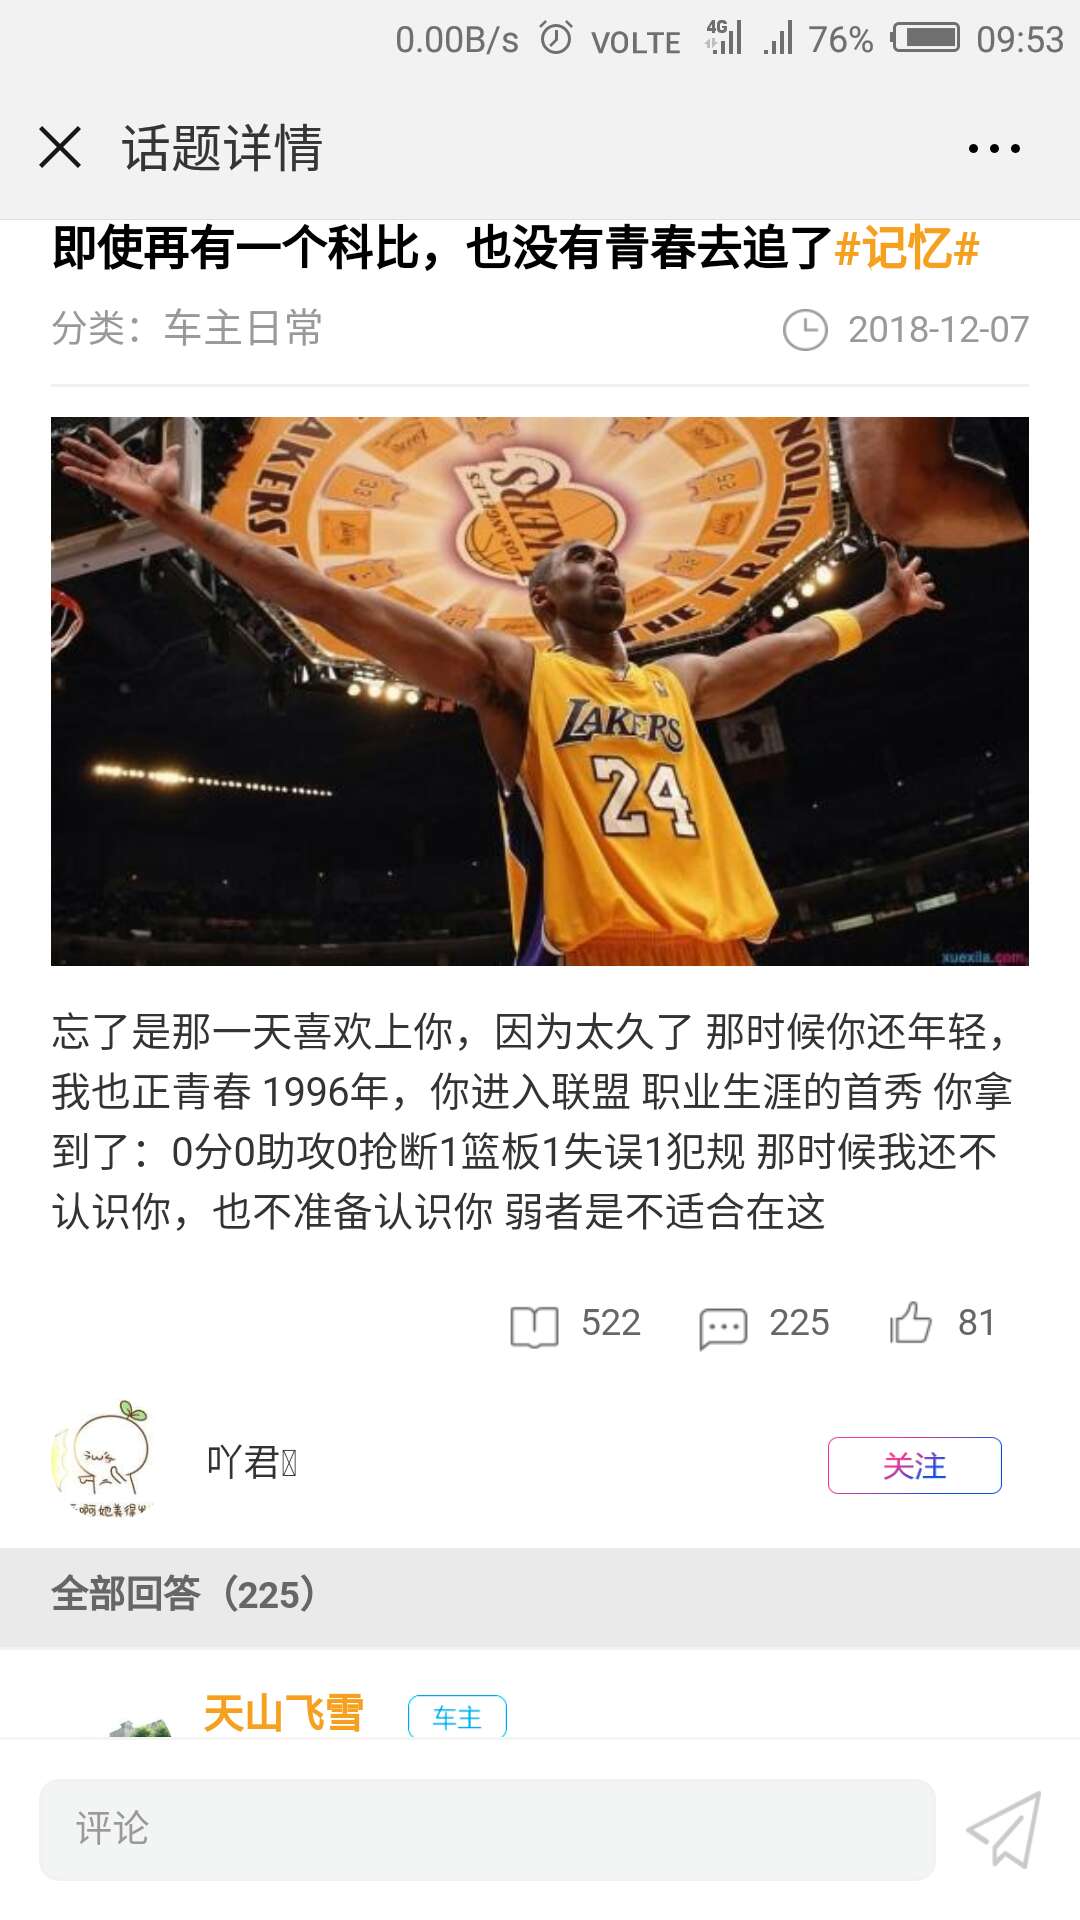 0.00B/s VOLTE 4G 76% 09:53
话题详情
即使再有一个科比，也没有青春去追了#记忆#
分类：车主日常 2018-12-07
AKERS
LOS ANGELES
LAKERS
THE TRADITION
33
25
44
LAKERS
24
xuexila.com
忘了是那一天喜欢上你，因为太久了 那时候你还年轻，
我也正青春 1996年，你进入联盟 职业生涯的首秀 你拿
到了：0分0助攻0抢断1篮板1失误1犯规 那时候我还不
认识你，也不准备认识你 弱者是不适合在这
522 225 81
吖君
关注
啊她美得
全部回答（225）
天山飞雪 车主
评论